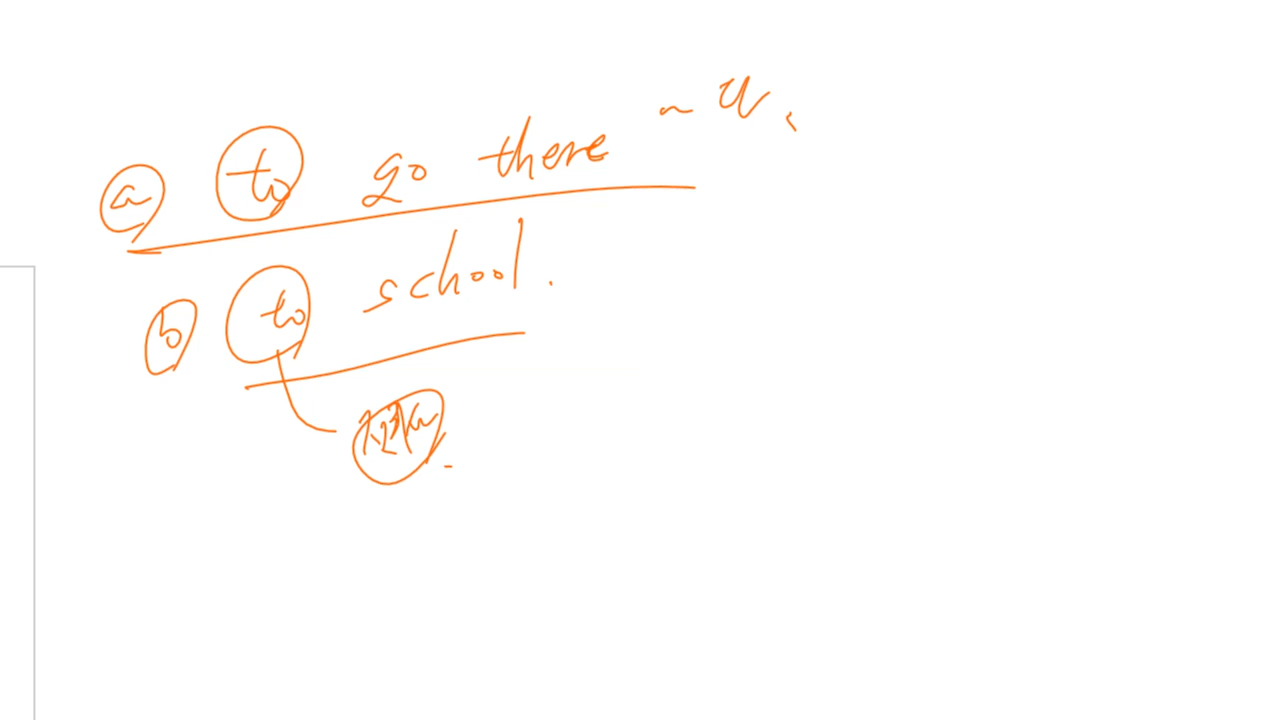 a to go there ~
b to school.